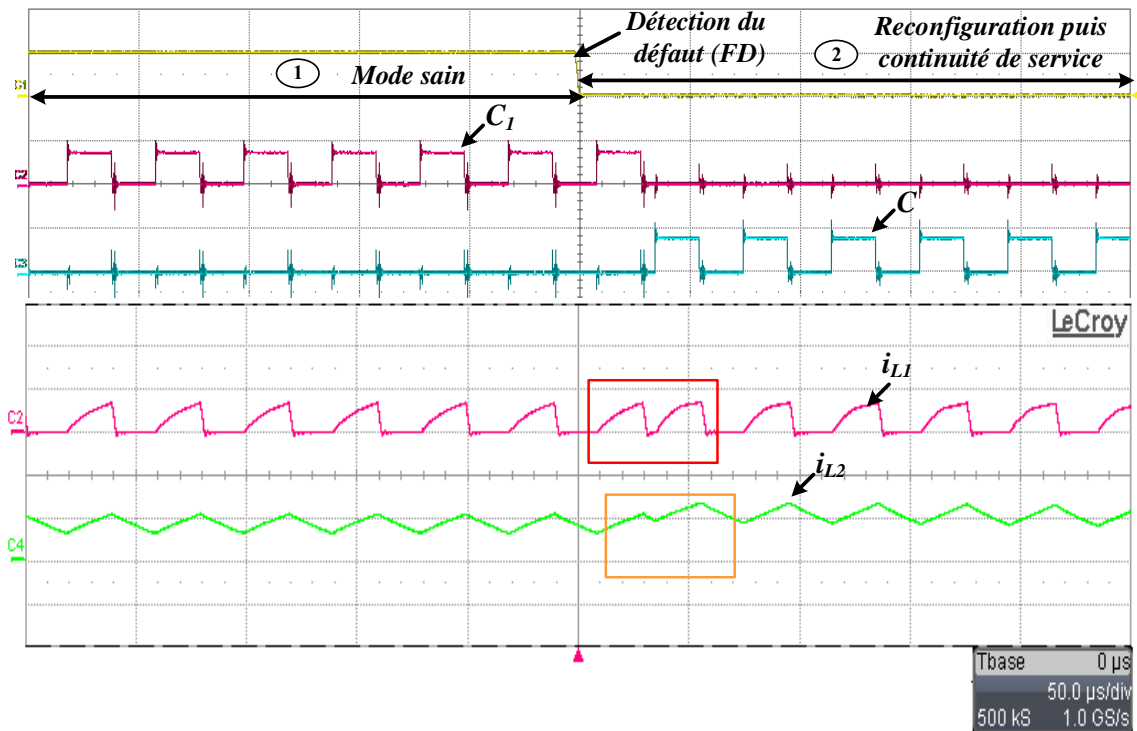 Détection du
défaut (FD)
2
Reconfiguration puis
continuité de service
1
Mode sain
C1
C
LeCroy
iL1
C2
iL2
C4
Tbase 0 µs
50.0 µs/div
500 kS 1.0 GS/s